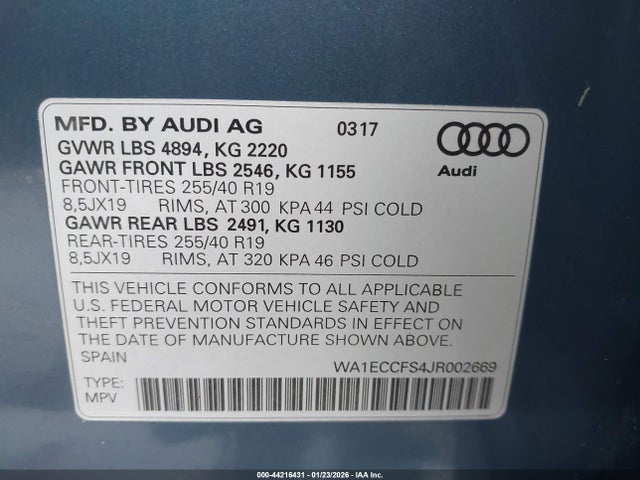 MFD. BY AUDI AG 0317
GVWR LBS 4894, KG 2220
GAWR FRONT LBS 2546, KG 1155
FRONT-TIRES 255/40 R19
8,5JX19 RIMS, AT 300 KPA 44 PSI COLD
GAWR REAR LBS 2491, KG 1130
REAR-TIRES 255/40 R19
8,5JX19 RIMS, AT 320 KPA 46 PSI COLD
Audi
THIS VEHICLE CONFORMS TO ALL APPLICABLE
U.S. FEDERAL MOTOR VEHICLE SAFETY AND
THEFT PREVENTION STANDARDS IN EFFECT ON
THE DATE OF MANUFACTURE SHOWN ABOVE.
SPAIN WA1ECCFS4JR002669
TYPE:
MPV
000-44216431 - 01/23/2026 - IAA Inc.